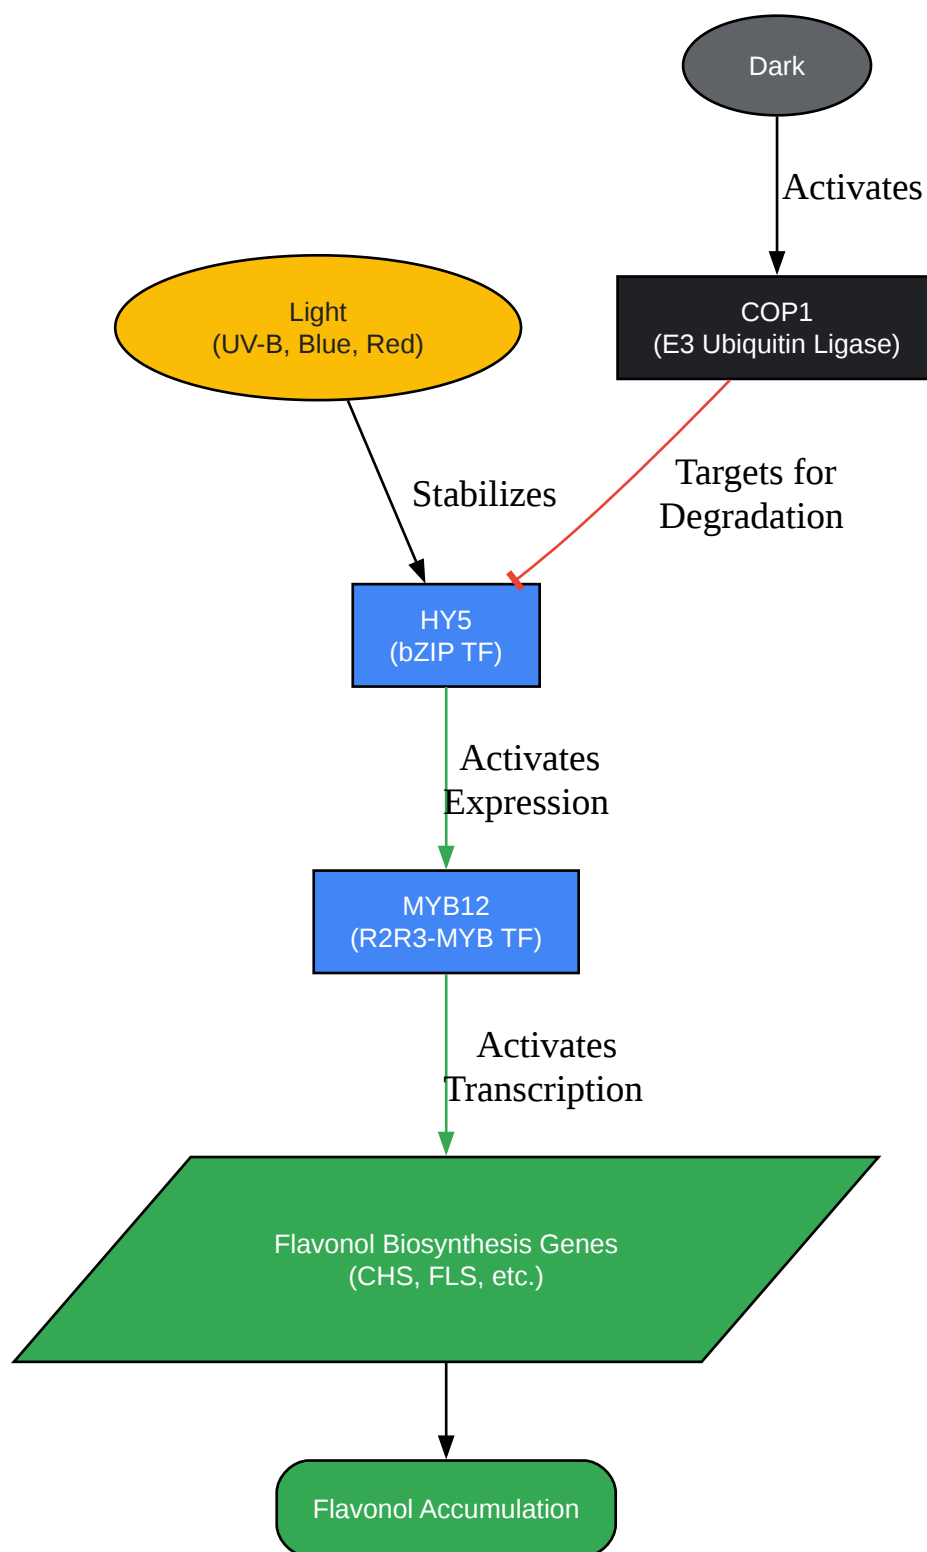 Dark
Activates
Light
(UV-B, Blue, Red)
COP1
(E3 Ubiquitin Ligase)
Stabilizes
Targets for
Degradation
HY5
(bZIP TF)
Activates
Expression
MYB12
(R2R3-MYB TF)
Activates
Transcription
Flavonol Biosynthesis Genes
(CHS, FLS, etc.)
Flavonol Accumulation